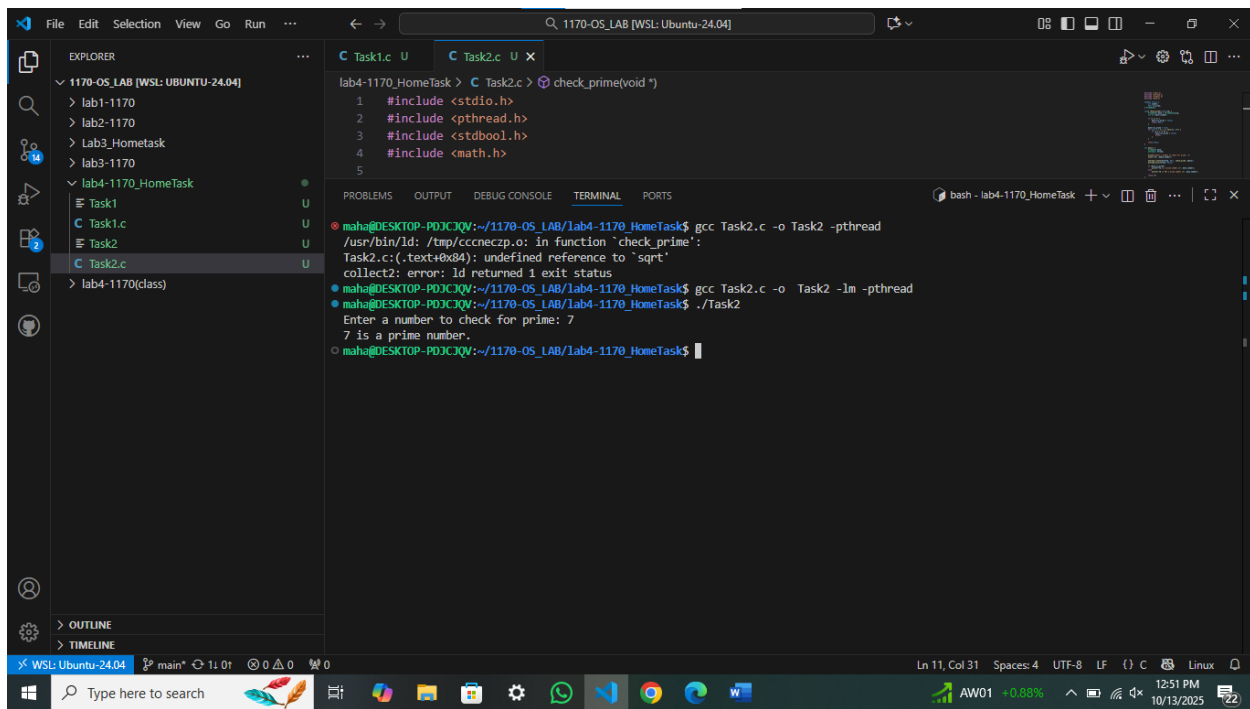 File Edit Selection View Go Run ··· 1170-OS_LAB [WSL: Ubuntu-24.04]
EXPLORER ···
1170-OS_LAB [WSL: UBUNTU-24.04]
lab1-1170
lab2-1170
Lab3_Hometask
lab3-1170
lab4-1170_HomeTask
Task1 U
C Task1.c U
Task2 U
C Task2.c U
lab4-1170(class)
14
2
OUTLINE
TIMELINE
C Task1.c U C Task2.c U
lab4-1170_HomeTask > C Task2.c > check_prime(void *)
1 #include <stdio.h>
2 #include <pthread.h>
3 #include <stdbool.h>
4 #include <math.h>
5
PROBLEMS OUTPUT DEBUG CONSOLE TERMINAL PORTS bash - lab4-1170_HomeTask
maha@DESKTOP-PDJCJQV:~/1170-OS_LAB/lab4-1170_HomeTask$ gcc Task2.c -o Task2 -pthread
/usr/bin/ld: /tmp/cccneczp.o: in function `check_prime':
Task2.c:(.text+0x84): undefined reference to `sqrt'
collect2: error: ld returned 1 exit status
maha@DESKTOP-PDJCJQV:~/1170-OS_LAB/lab4-1170_HomeTask$ gcc Task2.c -o  Task2 -lm -pthread
maha@DESKTOP-PDJCJQV:~/1170-OS_LAB/lab4-1170_HomeTask$ ./Task2
Enter a number to check for prime: 7
7 is a prime number.
maha@DESKTOP-PDJCJQV:~/1170-OS_LAB/lab4-1170_HomeTask$
WSL: Ubuntu-24.04 main* 1↓ 0↑ 0 0 0 Ln 11, Col 31 Spaces: 4 UTF-8 LF {} C Linux
Type here to search AW01 +0.88% 12:51 PM
10/13/2025 22